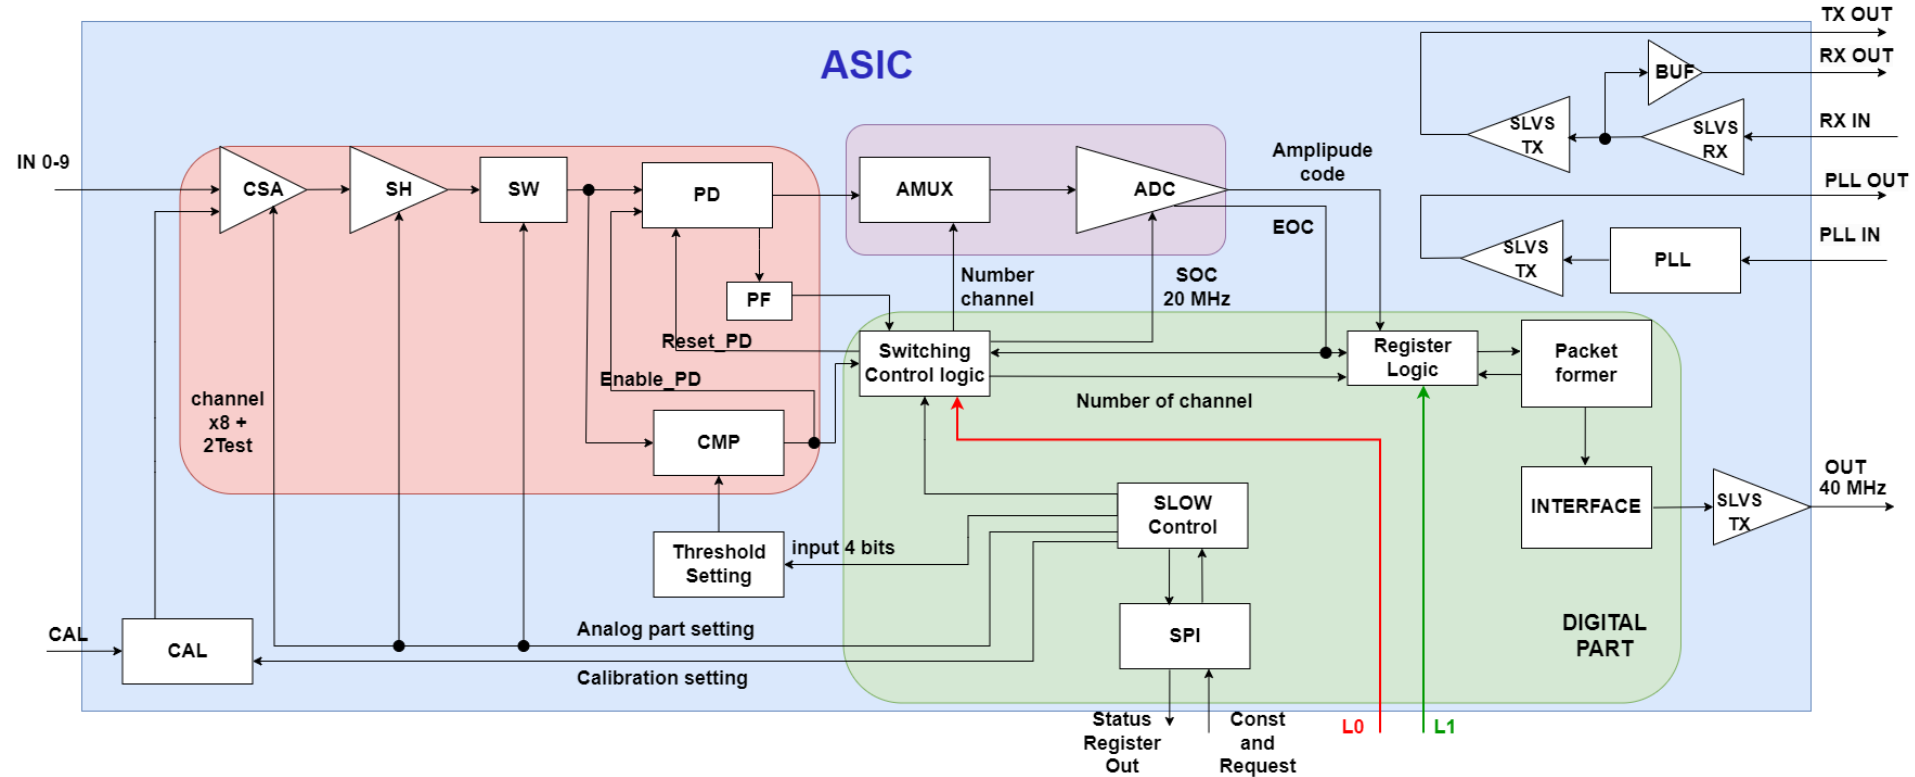 TX OUT
ASIC
RX OUT
BUF
SLVS
TX
SLVS
RX
RX IN
IN 0-9
CSA
SH
SW
PD
AMUX
ADC
Amplipude
code
PLL OUT
EOC
SLVS
TX
PLL
PLL IN
PF
Number
channel
SOC
20 MHz
Reset_PD
Switching
Control logic
Register
Logic
Packet
former
Enable_PD
channel
x8 +
2Test
Number of channel
CMP
SLOW
Control
INTERFACE
SLVS
TX
OUT
40 MHz
Threshold
Setting
input 4 bits
CAL
CAL
Analog part setting
SPI
DIGITAL
PART
Calibration setting
Status
Register
Out
Const
and
Request
L0
L1